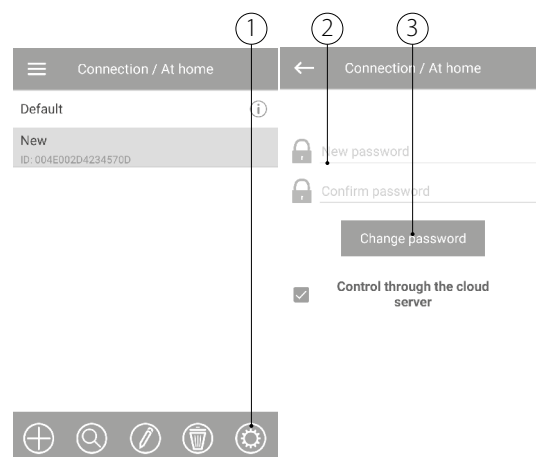 1
2
3
Connection / At home
Default
New
ID: 004E002D4234570D
Connection / At home
New password
Confirm password
Change password
Control through the cloud
server